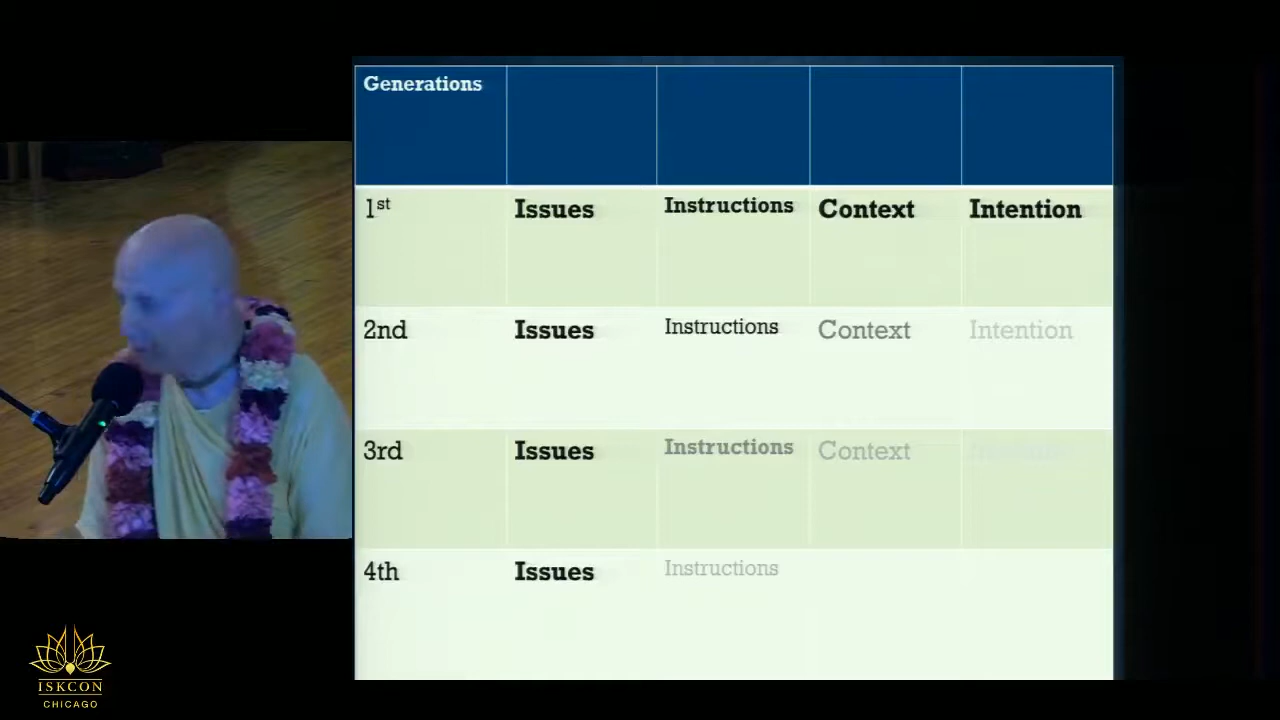 Generations
1st Issues Instructions Context Intention
2nd Issues Instructions Context Intention
3rd Issues Instructions Context
4th Issues Instructions
ISKCON
CHICAGO